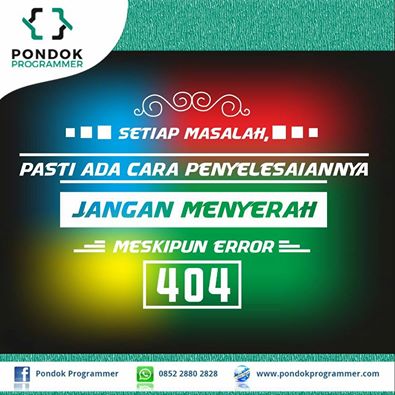 PONDOK
PROGRAMMER
SETIAP MASALAH,
PASTI ADA CARA PENYELESAIANNYA
JANGAN MENYERAH
MESKIPUN ERROR
404
Pondok Programmer 0852 2880 2828 www.pondokprogrammer.com